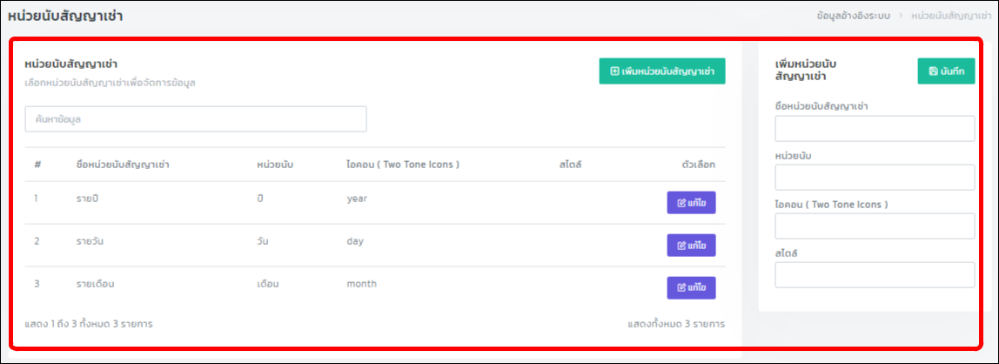 หน่วยนับสัญญาเช่า
ข้อมูลอ้างอิงระบบ > หน่วยนับสัญญาเช่า
หน่วยนับสัญญาเช่า
เลือกหน่วยนับสัญญาเช่าเพื่อจัดการข้อมูล
เพิ่มหน่วยนับสัญญาเช่า
ค้นหาข้อมูล
# ชื่อหน่วยนับสัญญาเช่า หน่วยนับ ไอคอน ( Two Tone Icons ) สไตล์ ตัวเลือก
1 รายปี ปี year แก้ไข
2 รายวัน วัน day แก้ไข
3 รายเดือน เดือน month แก้ไข
แสดง 1 ถึง 3 ทั้งหมด 3 รายการ แสดงทั้งหมด 3 รายการ
เพิ่มหน่วยนับ
สัญญาเช่า
บันทึก
ชื่อหน่วยนับสัญญาเช่า
หน่วยนับ
ไอคอน ( Two Tone Icons )
สไตล์